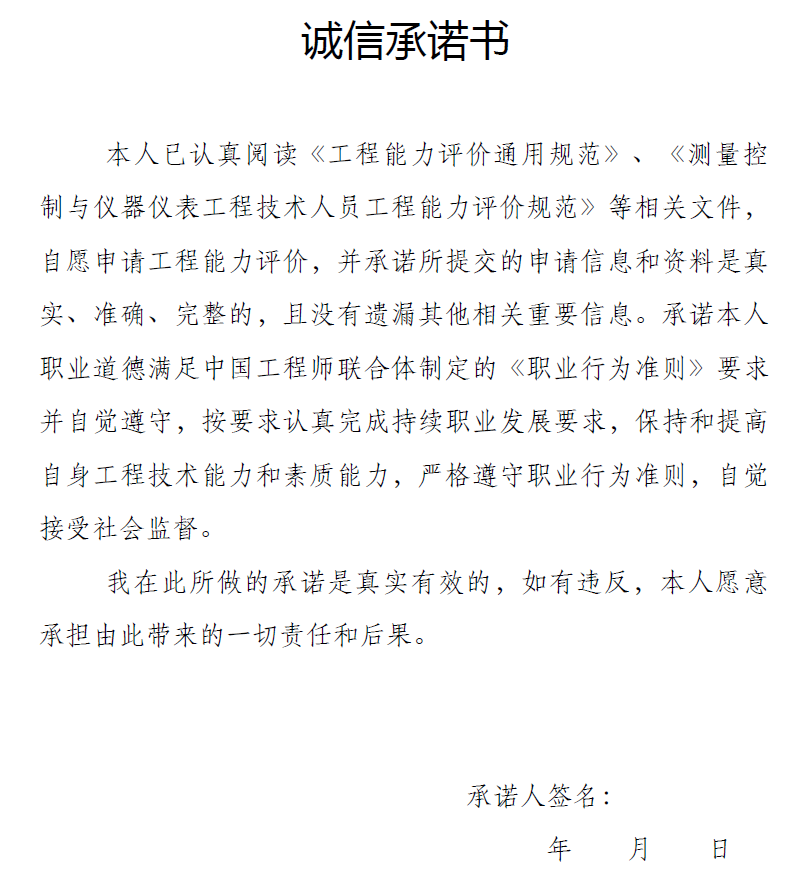 诚信承诺书
本人已认真阅读《工程能力评价通用规范》、《测量控
制与仪器仪表工程技术人员工程能力评价规范》等相关文件，
自愿申请工程能力评价，并承诺所提交的申请信息和资料是真
实、准确、完整的，且没有遗漏其他相关重要信息。承诺本人
职业道德满足中国工程师联合体制定的《职业行为准则》要求
并自觉遵守，按要求认真完成持续职业发展要求，保持和提高
自身工程技术能力和素质能力，严格遵守职业行为准则，自觉
接受社会监督。
我在此所做的承诺是真实有效的，如有违反，本人愿意
承担由此带来的一切责任和后果。
承诺人签名：
年 月 日